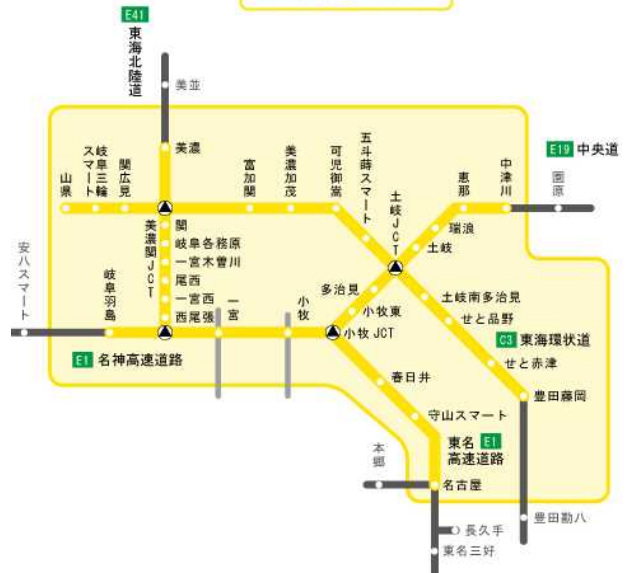 E41
東海北陸道
美並
美濃
E19 中央道
山県
岐阜三輪スマート
関広見
富加関
美濃加茂
可児御嵩
五斗蒔スマート
土岐JCT
恵那
中津川
園原
瑞浪
土岐
美濃関JCT
関
岐阜各務原
一宮木曽川
尾西
一宮西
西尾張
安八スマート
岐阜羽島
一宮
小牧
多治見
小牧東
小牧JCT
土岐南多治見
せと品野
C3 東海環状道
せと赤津
E1 名神高速道路
春日井
守山スマート
豊田藤岡
東名 E1
高速道路
本郷
名古屋
豊田勘八
長久手
東名三好